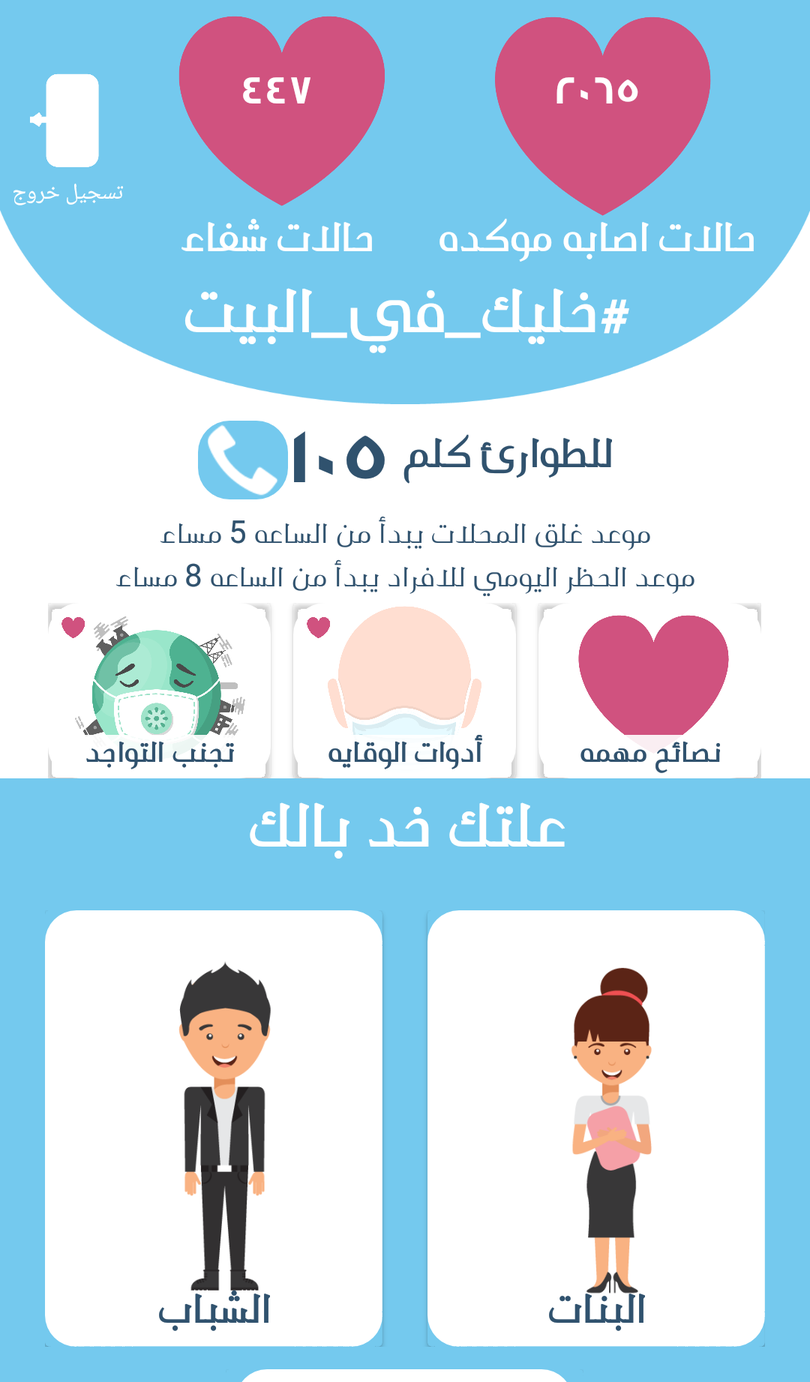 ٢٠٦٥
٤٤٧
تسجيل خروج
حالات اصابه موكده
حالات شفاء
#خليك_في_البيت
للطوارئ كلم ١٠٥
موعد غلق المحلات يبدأ من الساعه 5 مساء
موعد الحظر اليومي للافراد يبدأ من الساعه 8 مساء
نصائح مهمه
أدوات الوقايه
تجنب التواجد
علتك خد بالك
البنات
الشباب